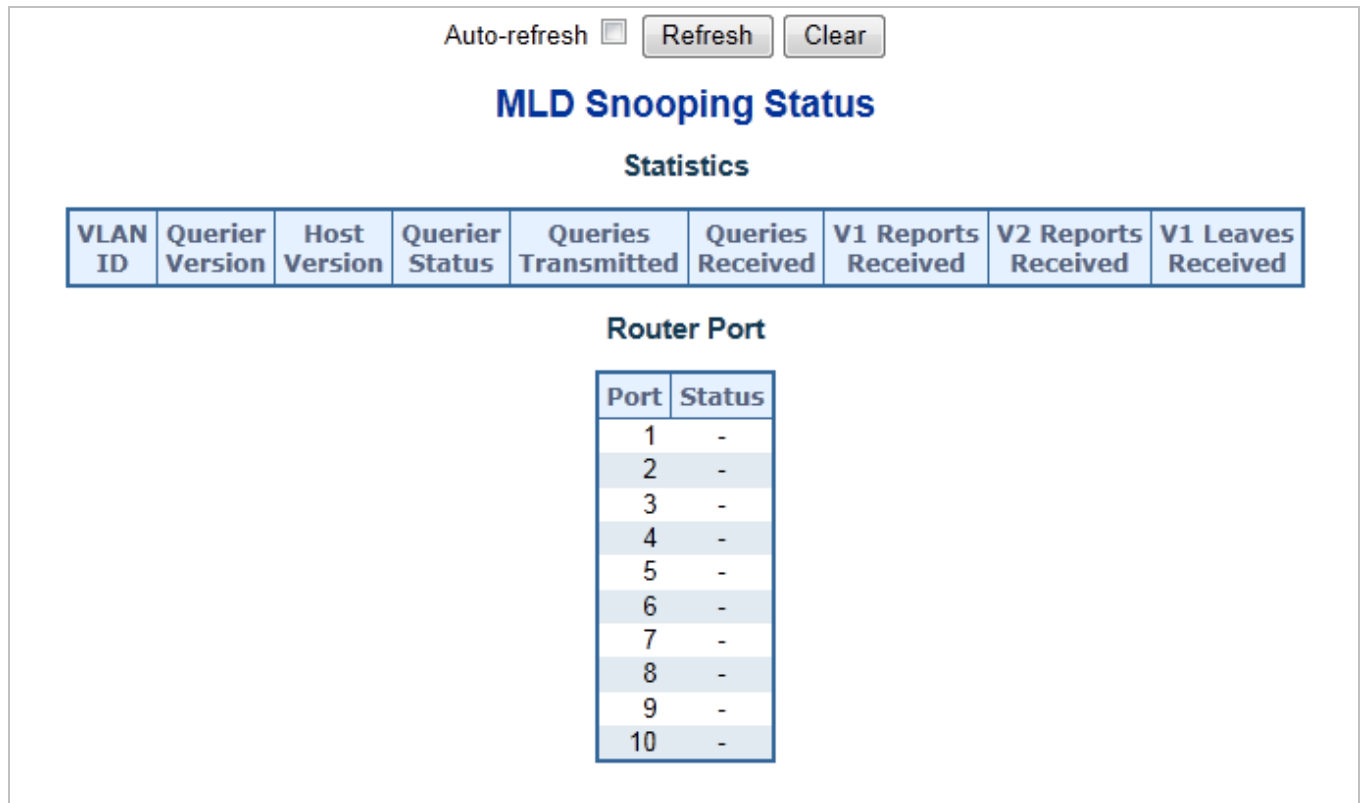 Auto-refresh Refresh Clear
MLD Snooping Status
Statistics
VLAN ID Querier Version Host Version Querier Status Queries Transmitted Queries Received V1 Reports Received V2 Reports Received V1 Leaves Received
Router Port
Port Status
1 -
2 -
3 -
4 -
5 -
6 -
7 -
8 -
9 -
10 -